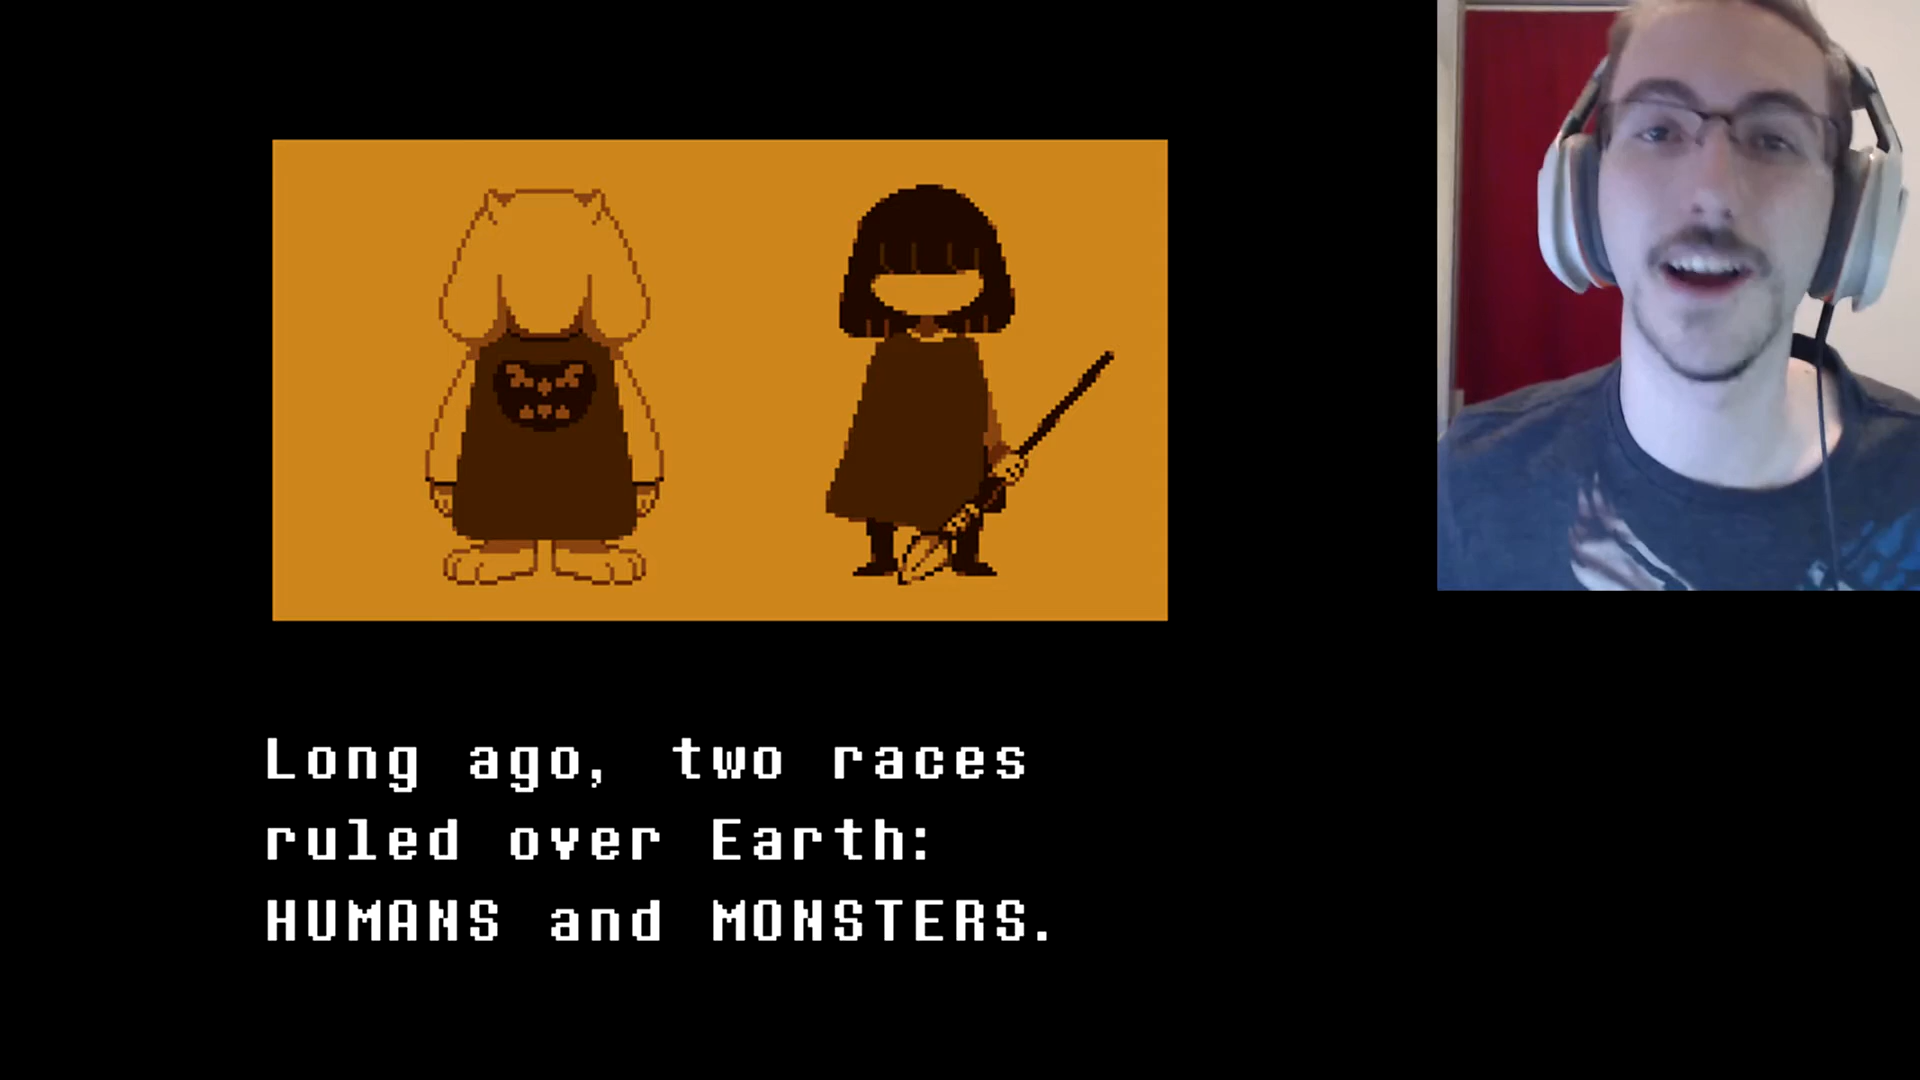 Long ago, two races
ruled over Earth:
HUMANS and MONSTERS.